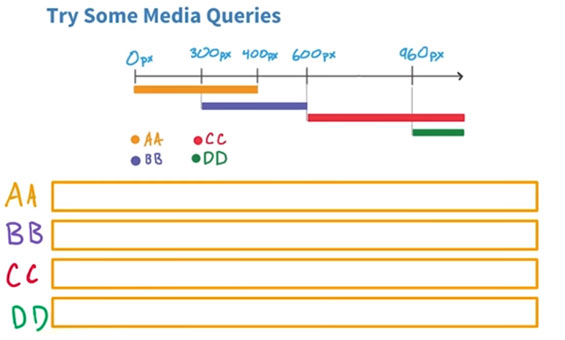 Try Some Media Queries
0px 300px 400px 600px 960px
AA CC
BB DD
AA
BB
CC
DD